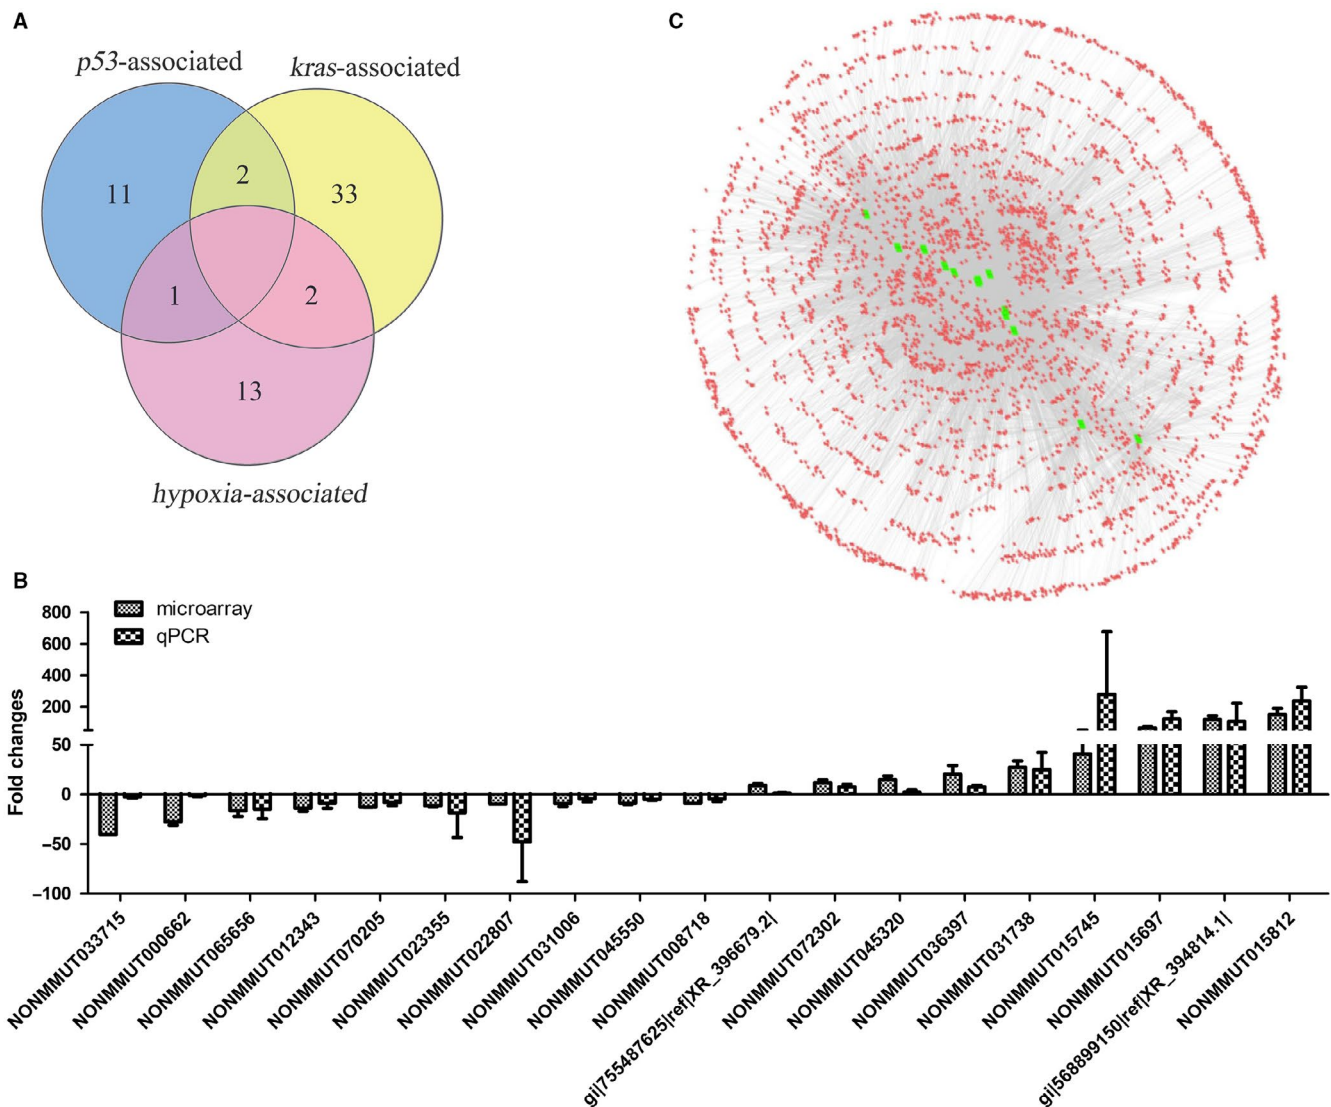 A
p53-associated
kras-associated
11
2
33
1
2
13
hypoxia-associated
C
B
microarray
qPCR
Fold changes
800
600
400
200
50
0
−50
−100
NONMMUT033715
NONMMUT000662
NONMMUT065656
NONMMUT012343
NONMMUT070205
NONMMUT023355
NONMMUT022807
NONMMUT031006
NONMMUT045550
NONMMUT008718
gi|755487625|ref|XR_396679.2|
NONMMUT072302
NONMMUT045320
NONMMUT036397
NONMMUT031738
NONMMUT015745
NONMMUT015697
gi|568899150|ref|XR_394814.1|
NONMMUT015812